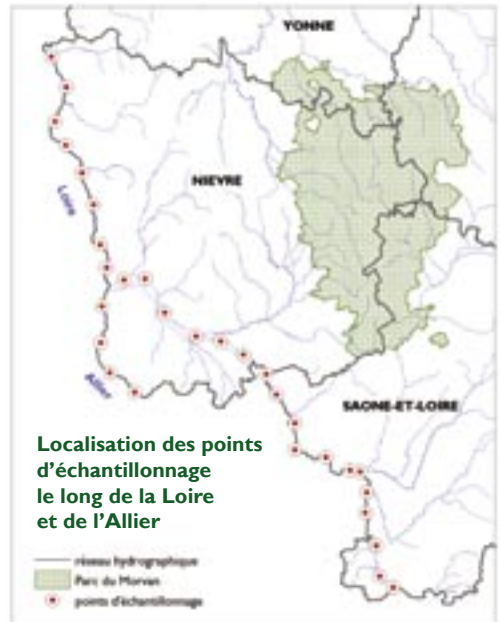 YONNE
NIEVRE
Loire
Allier
SAONE-ET-LOIRE
Localisation des points
d'échantillonnage
le long de la Loire
et de l'Allier
réseau hydrographique
Parc du Morvan
points d'échantillonnage